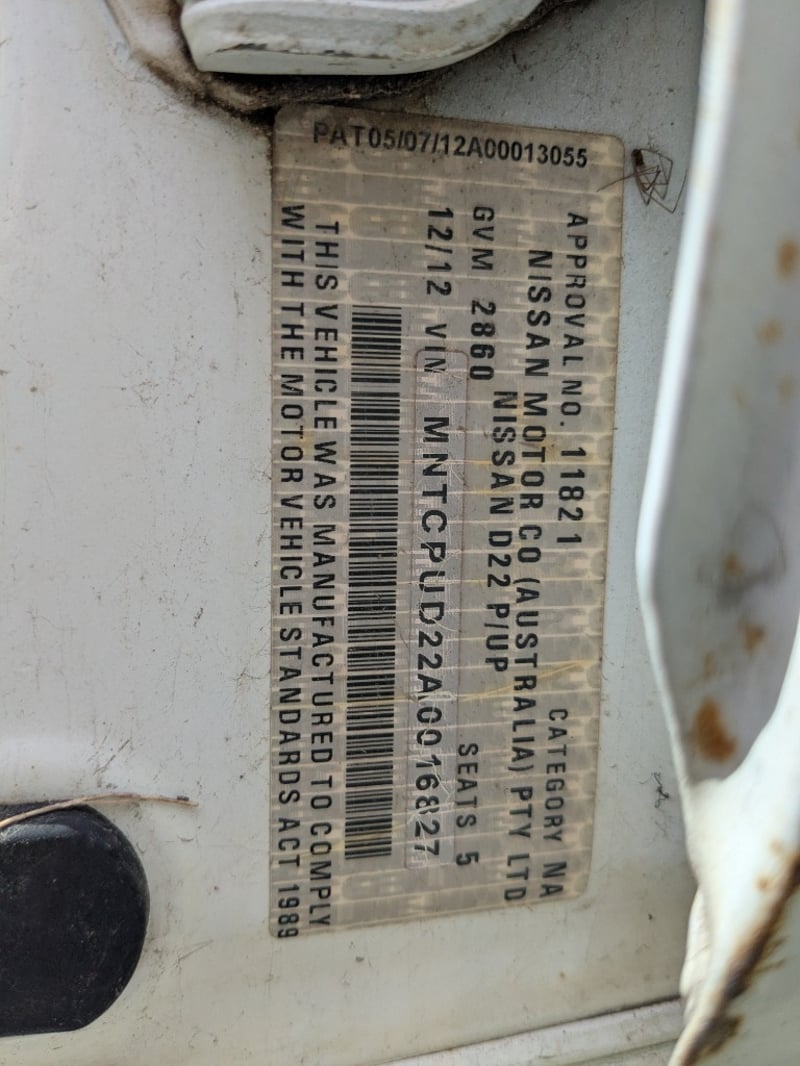 PAT05/07/12A00013055
APPROVAL NO. 11821 CATEGORY NA
NISSAN MOTOR CO (AUSTRALIA) PTY LTD
NISSAN D22 P/UP
GVM 2860 SEATS 5
12/12 VIN MNTCPUD22A0016827
THIS VEHICLE WAS MANUFACTURED TO COMPLY
WITH THE MOTOR VEHICLE STANDARDS ACT 1989